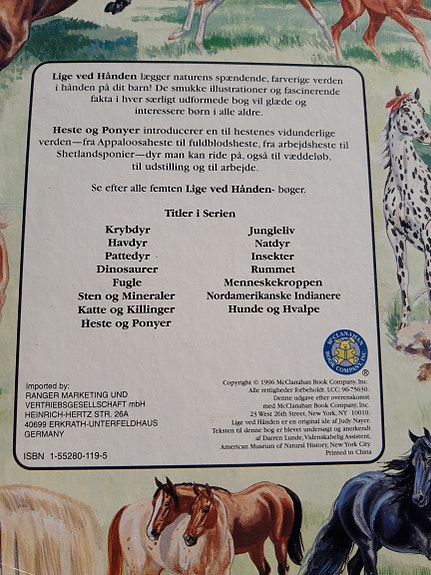 Lige ved Hånden lægger naturens spændende, farverige verden
i hånden på dit barn! De smukke illustrationer og fascinerende
fakta i hver særligt udformede bog vil glæde og
interessere børn i alle aldre.
Heste og Ponyer introducerer en til hestenes vidunderlige
verden—fra Appaloosaheste til fuldblodsheste, fra arbejdsheste til
Shetlandsponier—dyr man kan ride på, også til væddeløb,
til udstilling og til arbejde.
Se efter alle femten Lige ved Hånden- bøger.
Titler i Serien
Krybdyr
Havdyr
Pattedyr
Dinosaurer
Fugle
Sten og Mineraler
Katte og Killinger
Heste og Ponyer
Jungleliv
Natdyr
Insekter
Rummet
Menneskekroppen
Nordamerikanske Indianere
Hunde og Hvalpe
McCLANAHAN
BOOK COMPANY, INC.
Imported by:
RANGER MARKETING UND
VERTRIEBSGESELLSCHAFT mbH
HEINRICH-HERTZ STR. 26A
40699 ERKRATH-UNTERFELDHAUS
GERMANY
ISBN 1-55280-119-5
Copyright © 1996 McClanahan Book Company, Inc.
Alle rettigheder forbeholdt. LCC: 96-75630.
Denne udgave efter overenskomst
med McClanahan Book Company, Inc.
23 West 26th Street, New York, NY 10010.
Lige ved Hånden er en original ide af Judy Nayer.
Teksten til denne bog er blevet undersøgt og anerkendt
af Darren Lunde, Videnskabelig Assistent,
American Museum of Natural History, New York City.
Printed in China